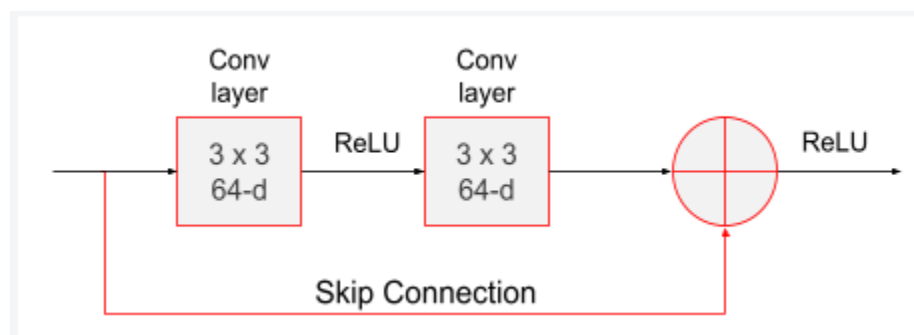 Conv
layer
Conv
layer
3 x 3
64-d
ReLU
3 x 3
64-d
ReLU
Skip Connection